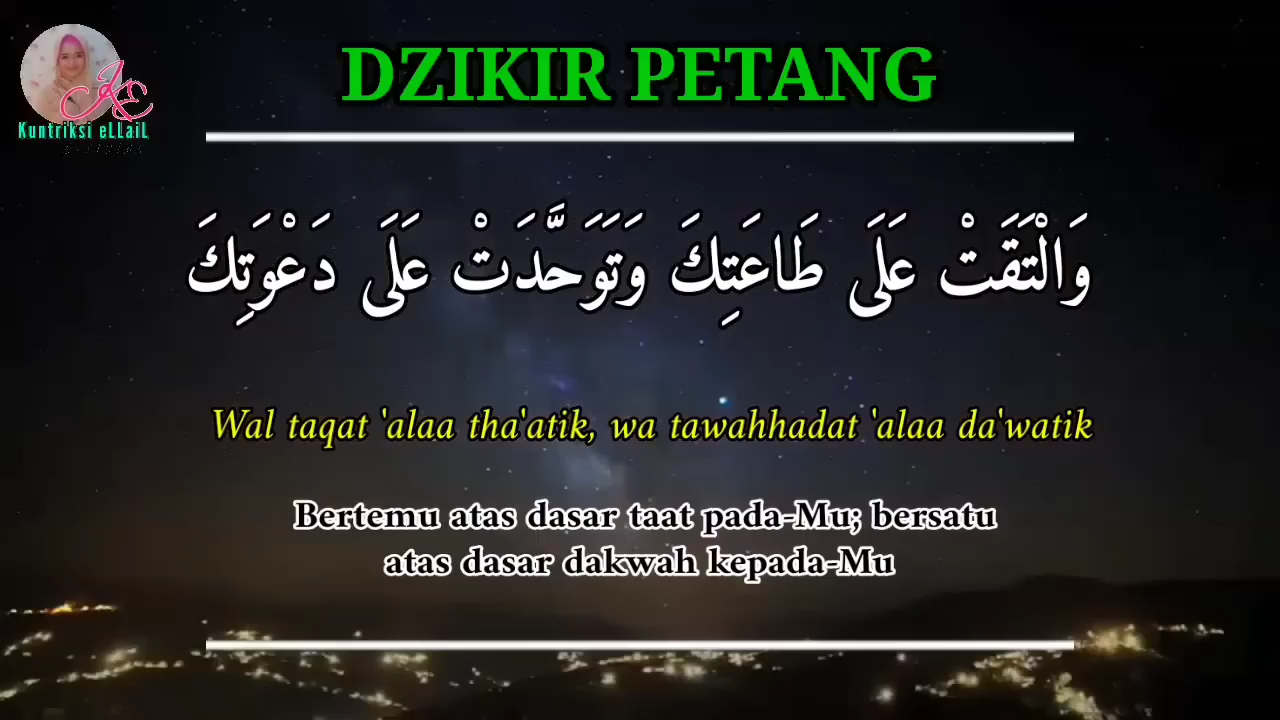 DZIKIR PETANG
Kuntriksi eLLaiL
وَالْتَقَتْ عَلَى طَاعَتِكَ وَتَوَحَّدَتْ عَلَى دَعْوَتِكَ
Wal taqat 'alaa tha'atik, wa tawahhadat 'alaa da'watik
Bertemu atas dasar taat pada-Mu; bersatu
atas dasar dakwah kepada-Mu